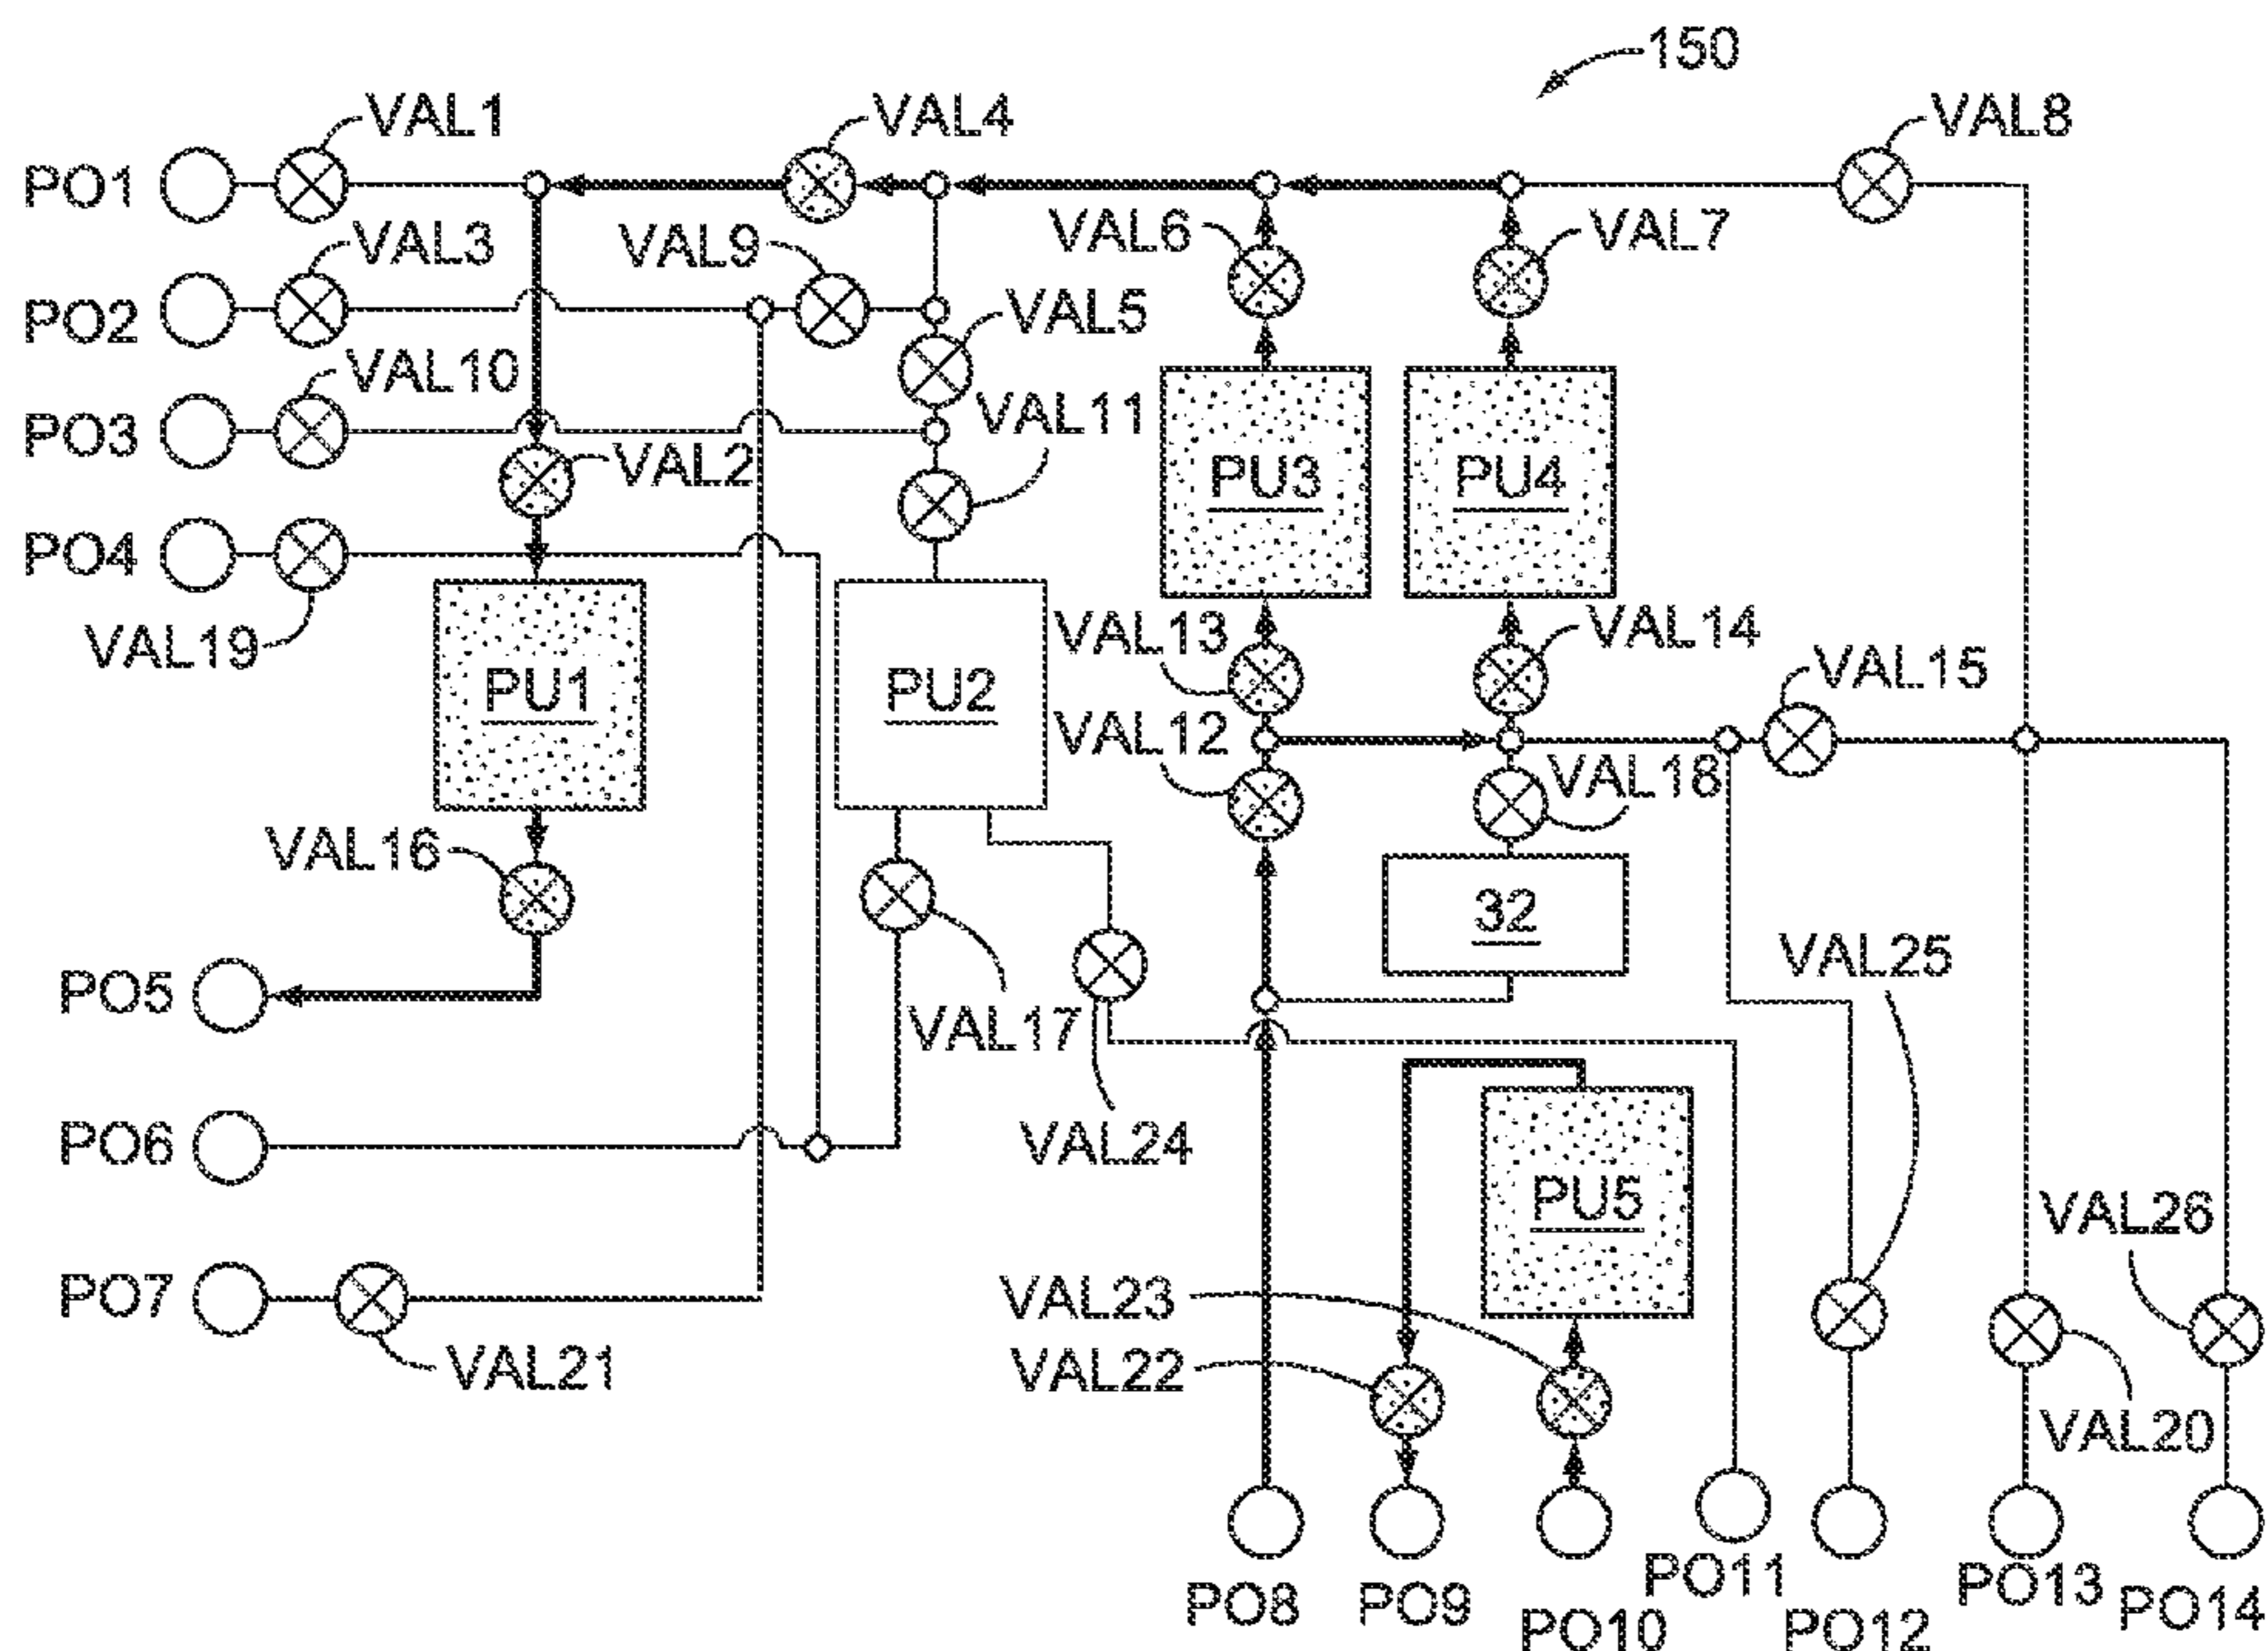 150
VAL1
VAL4
VAL8
PO1
VAL3
VAL9
VAL6
VAL7
PO2
VAL10
VAL5
PO3
VAL11
VAL2
PU3
PU4
PO4
VAL19
VAL13
VAL14
PU1
PU2
VAL15
VAL12
VAL18
VAL16
32
VAL25
PO5
VAL17
PO6
VAL24
PU5
VAL26
PO7
VAL23
VAL21
VAL22
VAL20
PO8
PO9
PO10
PO11
PO12
PO13
PO14